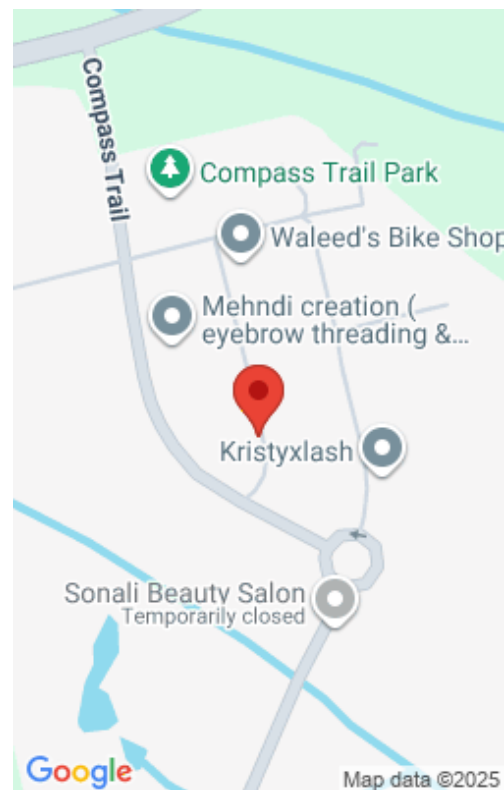 Compass Trail
Compass Trail Park
Waleed's Bike Shop
Mehndi creation (
eyebrow threading &...
Kristyxlash
Sonali Beauty Salon
Temporarily closed
Google
Map data ©2025